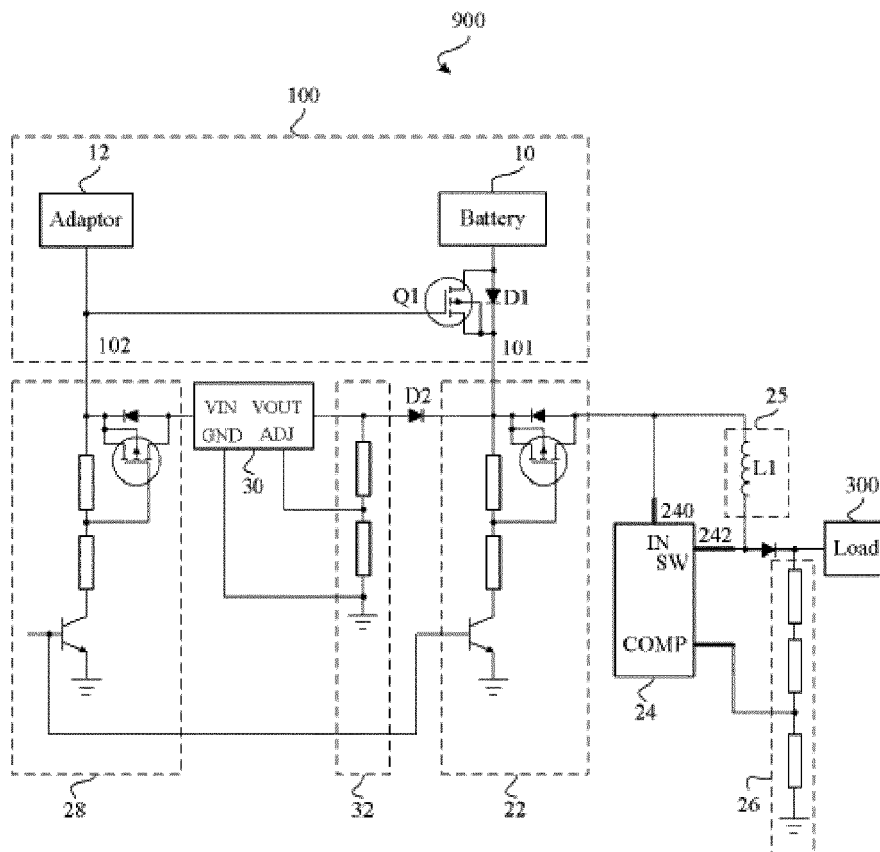 900
100
12
10
Adaptor
Battery
Q1
D1
102
101
D2
25
VIN VOUT
GND ADJ
30
L1
240
242
300
IN
SW
Load
COMP
24
28
32
22
26